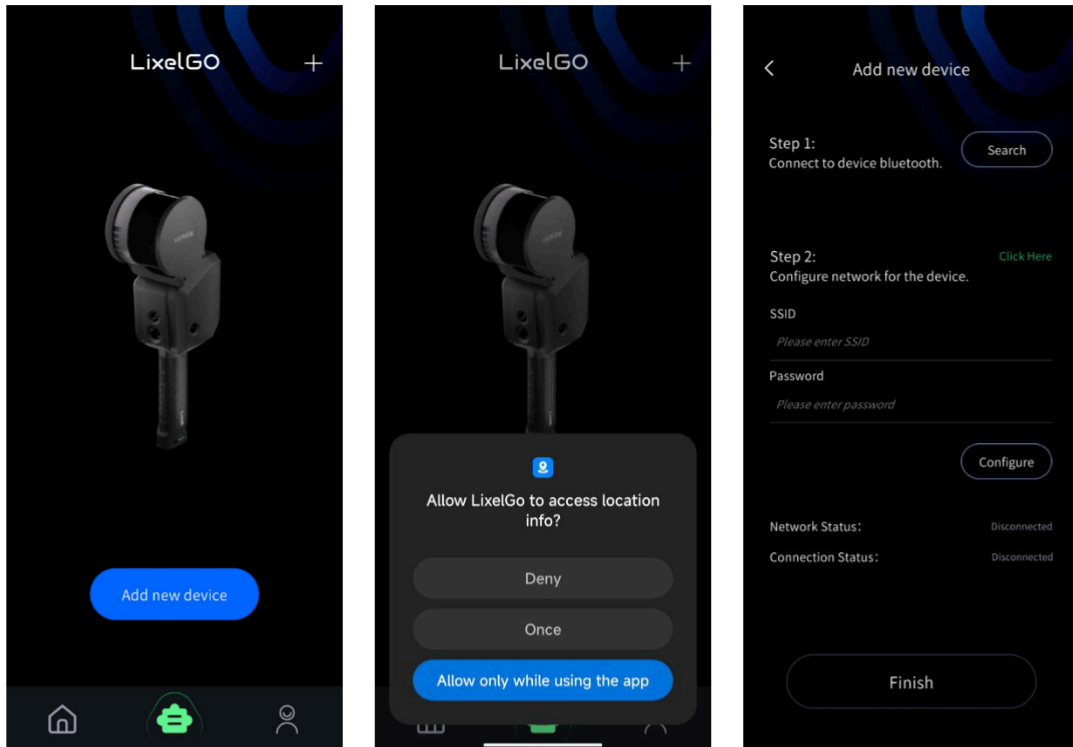 LixelGO
Add new device
LixelGO
Allow LixelGo to access location
info?
Deny
Once
Allow only while using the app
Add new device
Step 1:
Connect to device bluetooth.
Search
Step 2:
Click Here
Configure network for the device.
SSID
Please enter SSID
Password
Please enter password
Configure
Network Status:
Disconnected
Connection Status:
Disconnected
Finish